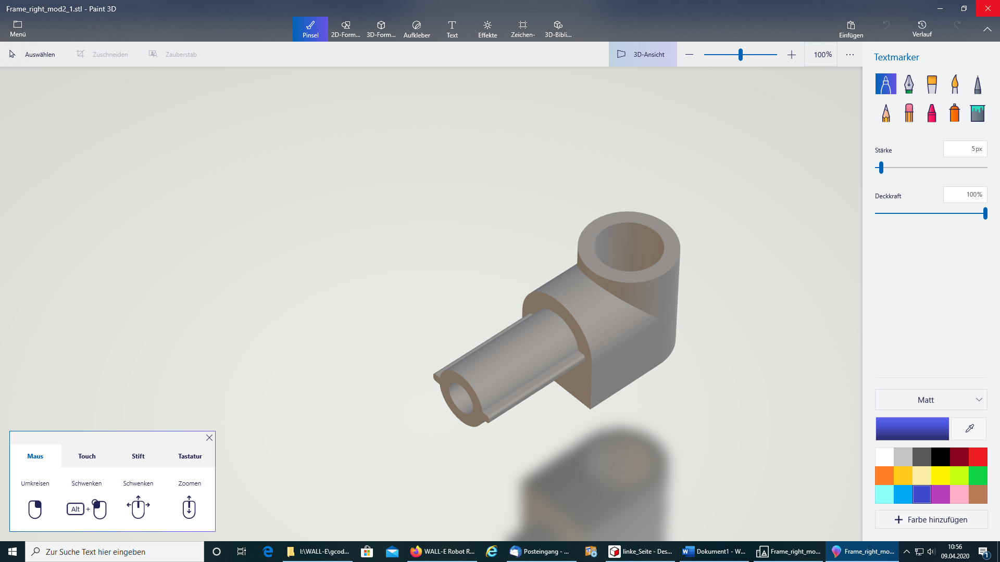 Frame_right_mod2_1.stl - Paint 3D
Menü
Pinsel
2D-Form...
3D-Form...
Aufkleber
Text
Effekte
Zeichen-
3D-Bibli...
Einfügen
Verlauf
Auswählen
Zuschneiden
Zauberstab
3D-Ansicht
100%
Textmarker
Stärke
5px
Deckkraft
100%
Matt
Farbe hinzufügen
Maus
Touch
Stift
Tastatur
Umkreisen
Schwenken
Schwenken
Zoomen
Alt
+
Zur Suche Text hier eingeben
I:\WALL-E\gcod...
WALL-E Robot R...
Posteingang - ...
linke_Seite - Des...
Dokument1 - W...
Frame_right_mo...
Frame_right_mo...
10:56
09.04.2020
1